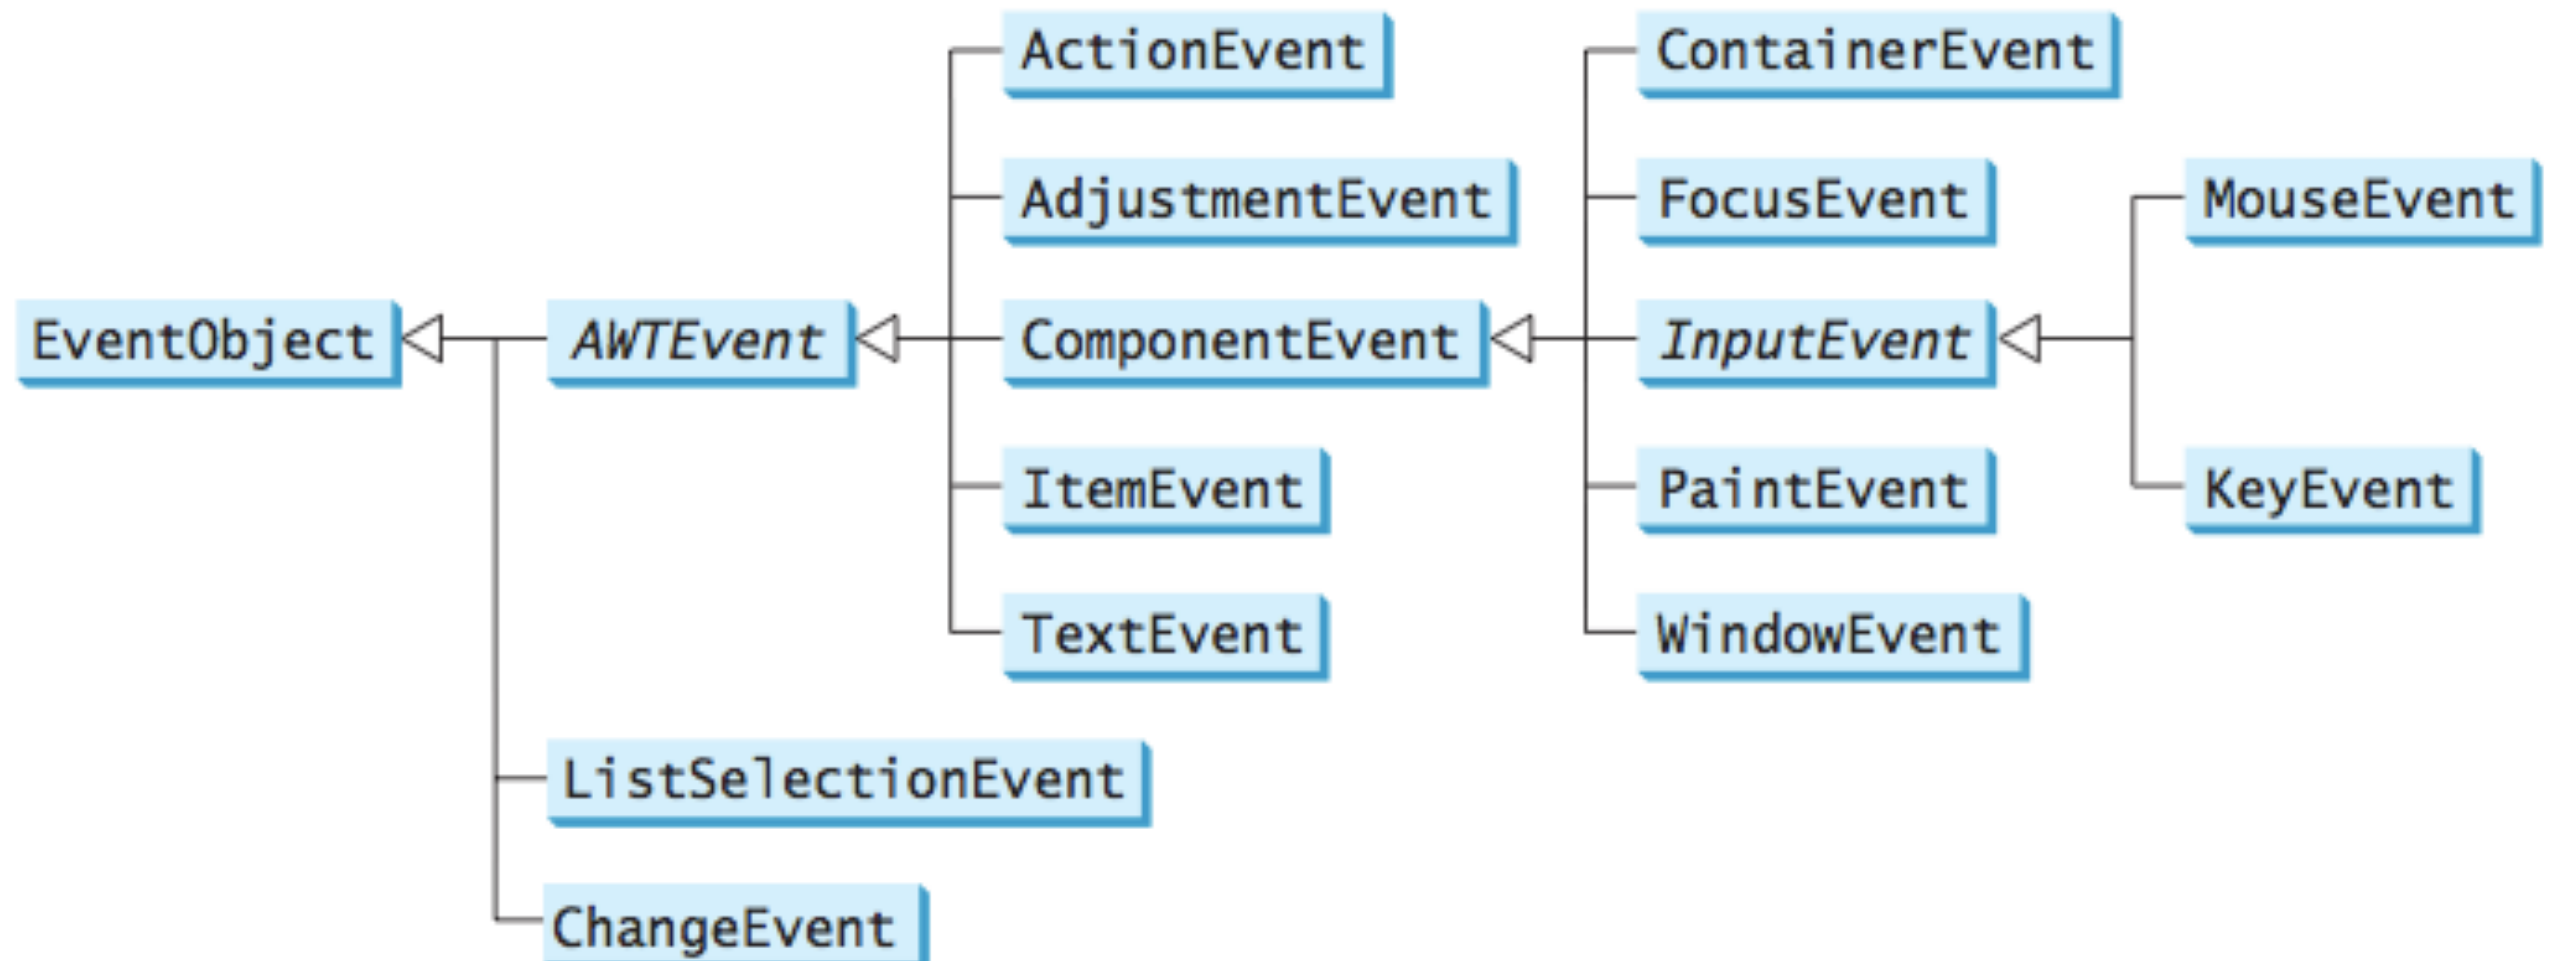 ActionEvent
ContainerEvent
AdjustmentEvent
FocusEvent
MouseEvent
EventObject
AWTEvent
ComponentEvent
InputEvent
ItemEvent
PaintEvent
KeyEvent
TextEvent
WindowEvent
ListSelectionEvent
ChangeEvent